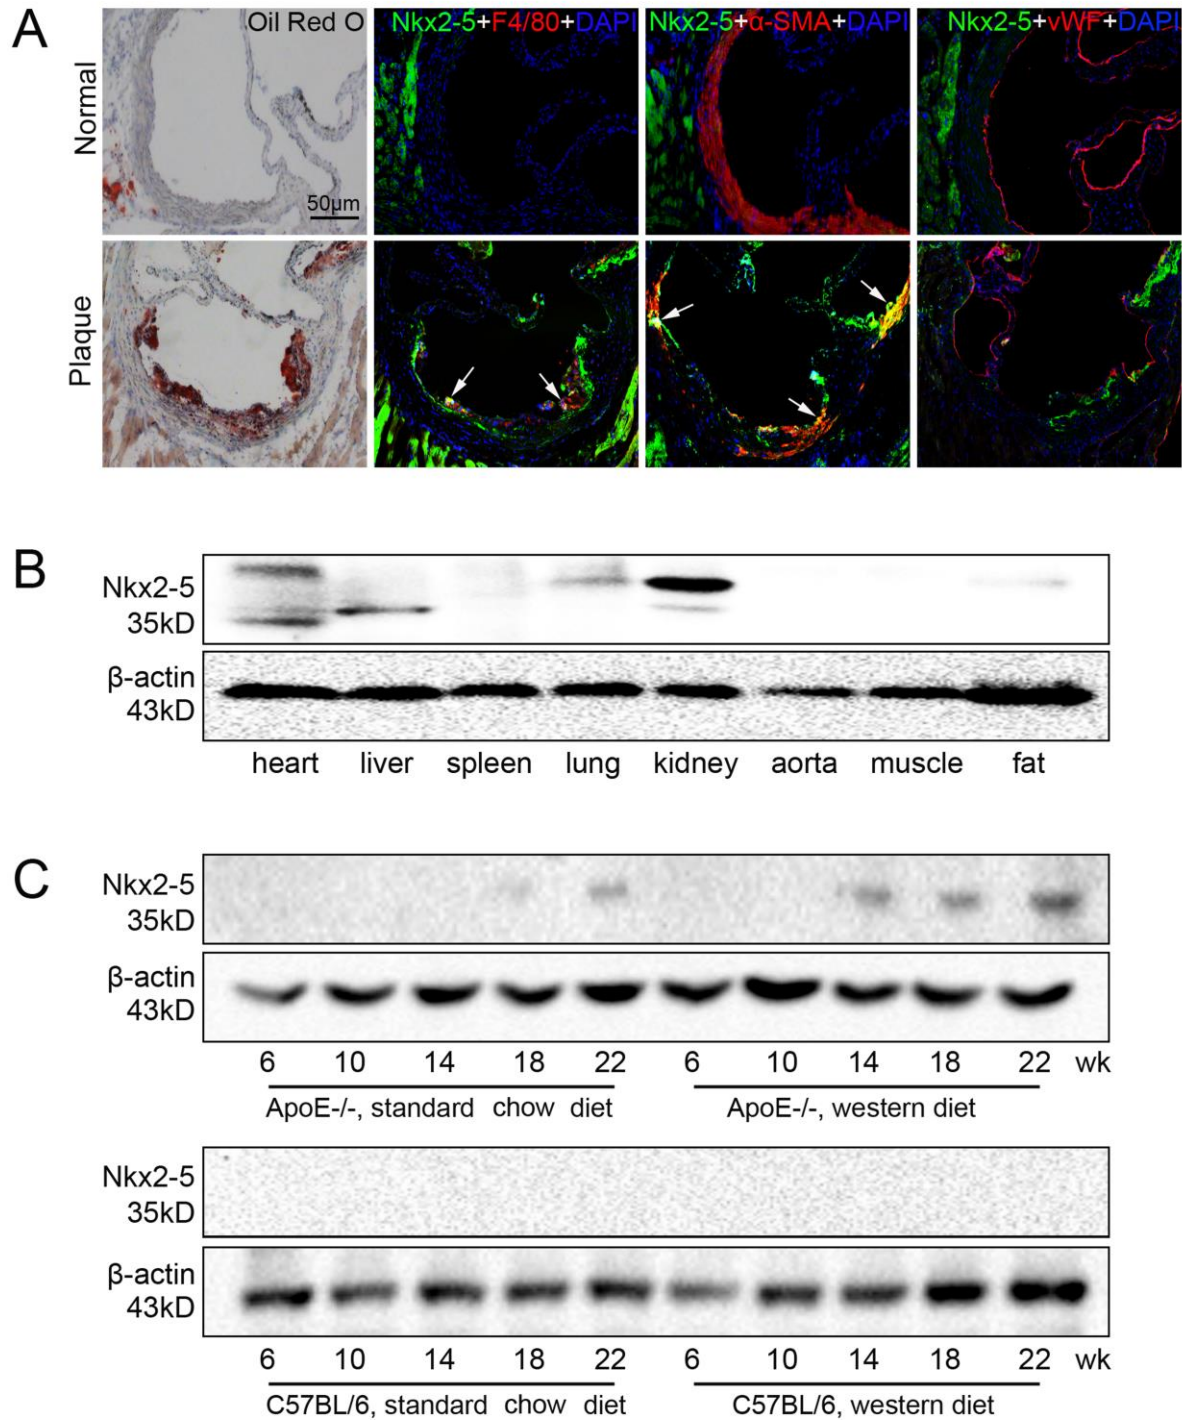 A
Oil Red O
Nkx2-5+F4/80+DAPI
Nkx2-5+α-SMA+DAPI
Nkx2-5+vWF+DAPI
Normal
50μm
Plaque
B
Nkx2-5
35kD
β-actin
43kD
heart liver spleen lung kidney aorta muscle fat
C
Nkx2-5
35kD
β-actin
43kD
6 10 14 18 22 6 10 14 18 22 wk
ApoE-/-, standard chow diet ApoE-/-, western diet
Nkx2-5
35kD
β-actin
43kD
6 10 14 18 22 6 10 14 18 22 wk
C57BL/6, standard chow diet C57BL/6, western diet